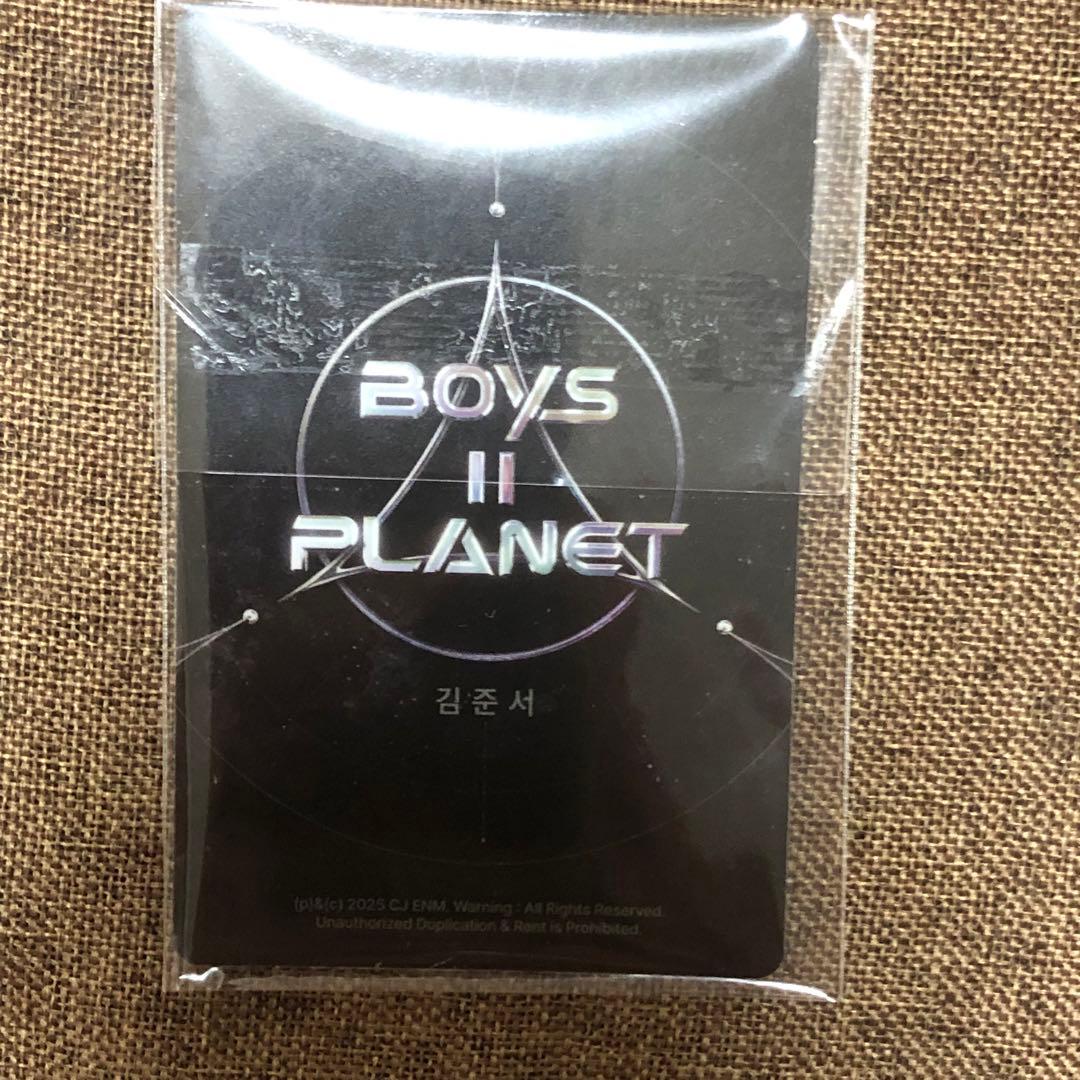 BOYS
II
PLANET
김준서
(p)&(c) 2025 CJ ENM. Warning : All Rights Reserved.
Unauthorized Duplication & Rent is Prohibited.